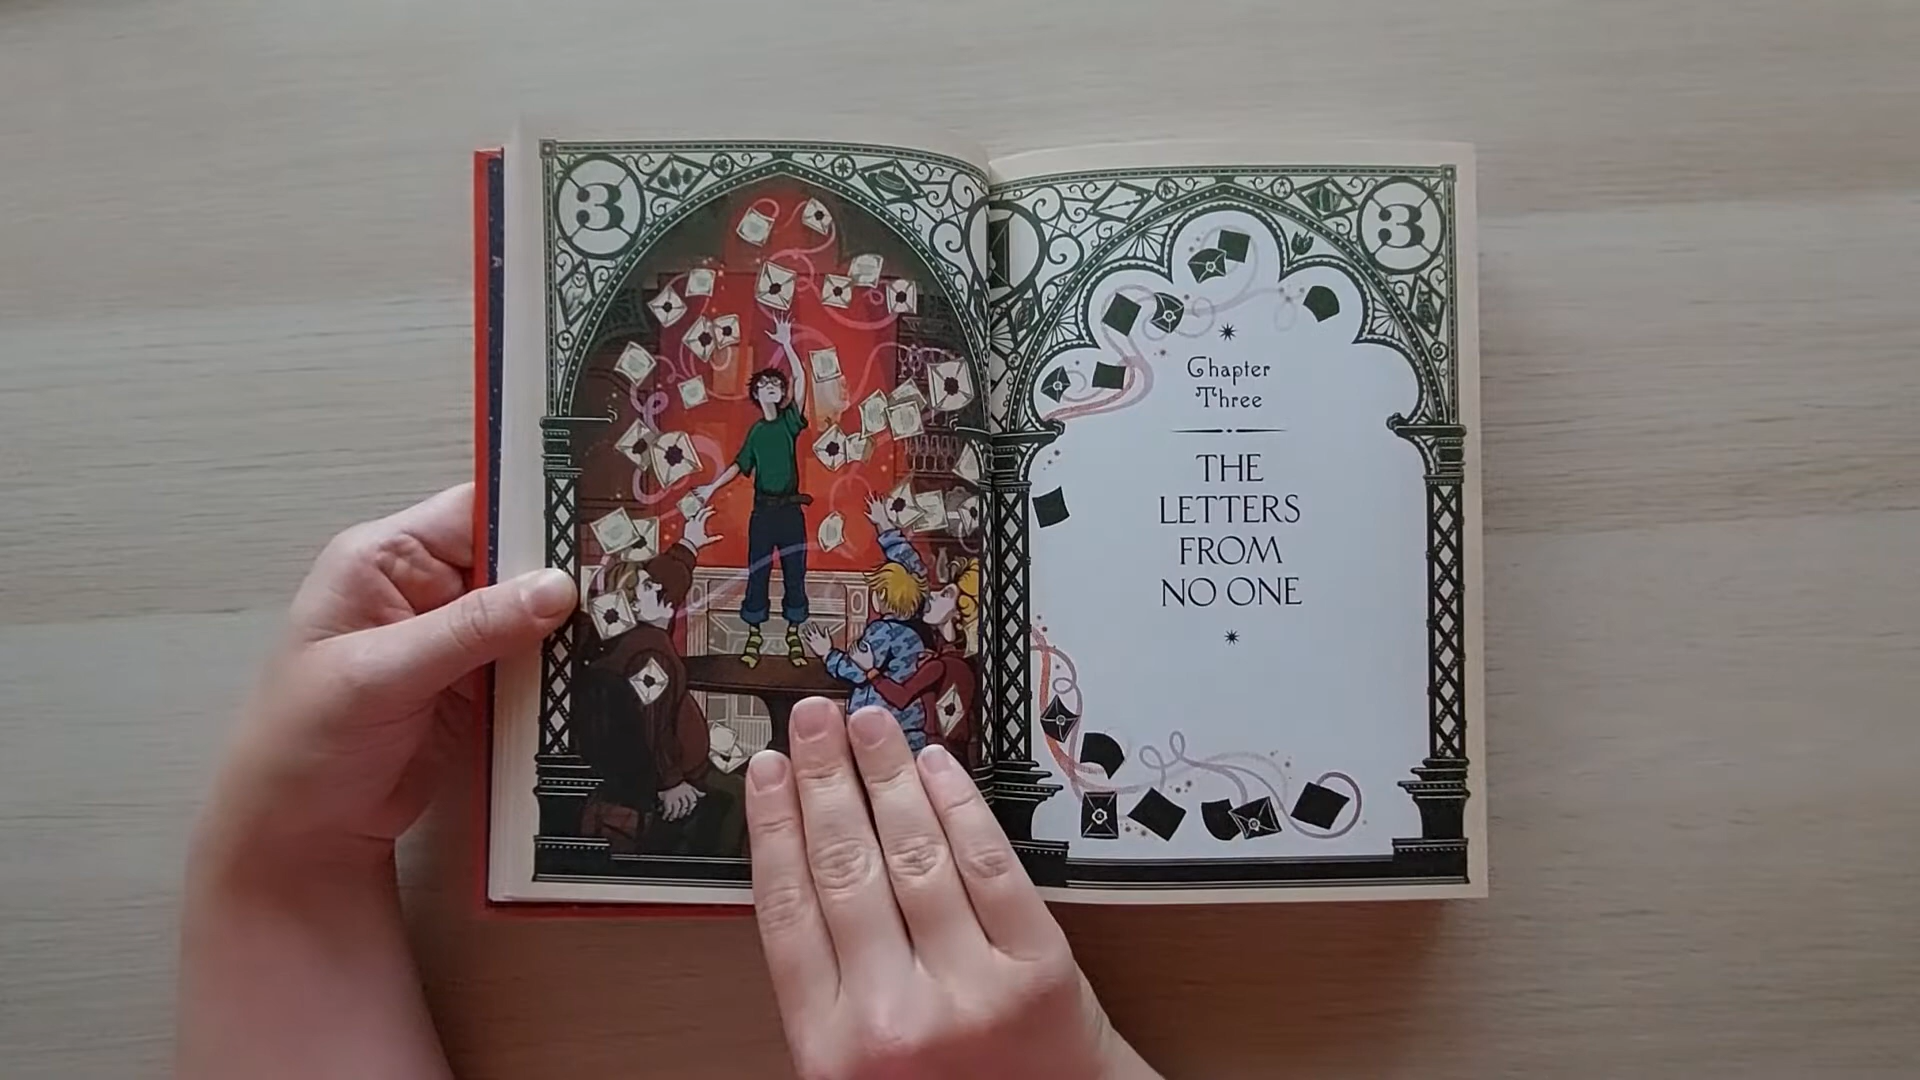 3
3
Chapter
Three
THE
LETTERS
FROM
NO ONE